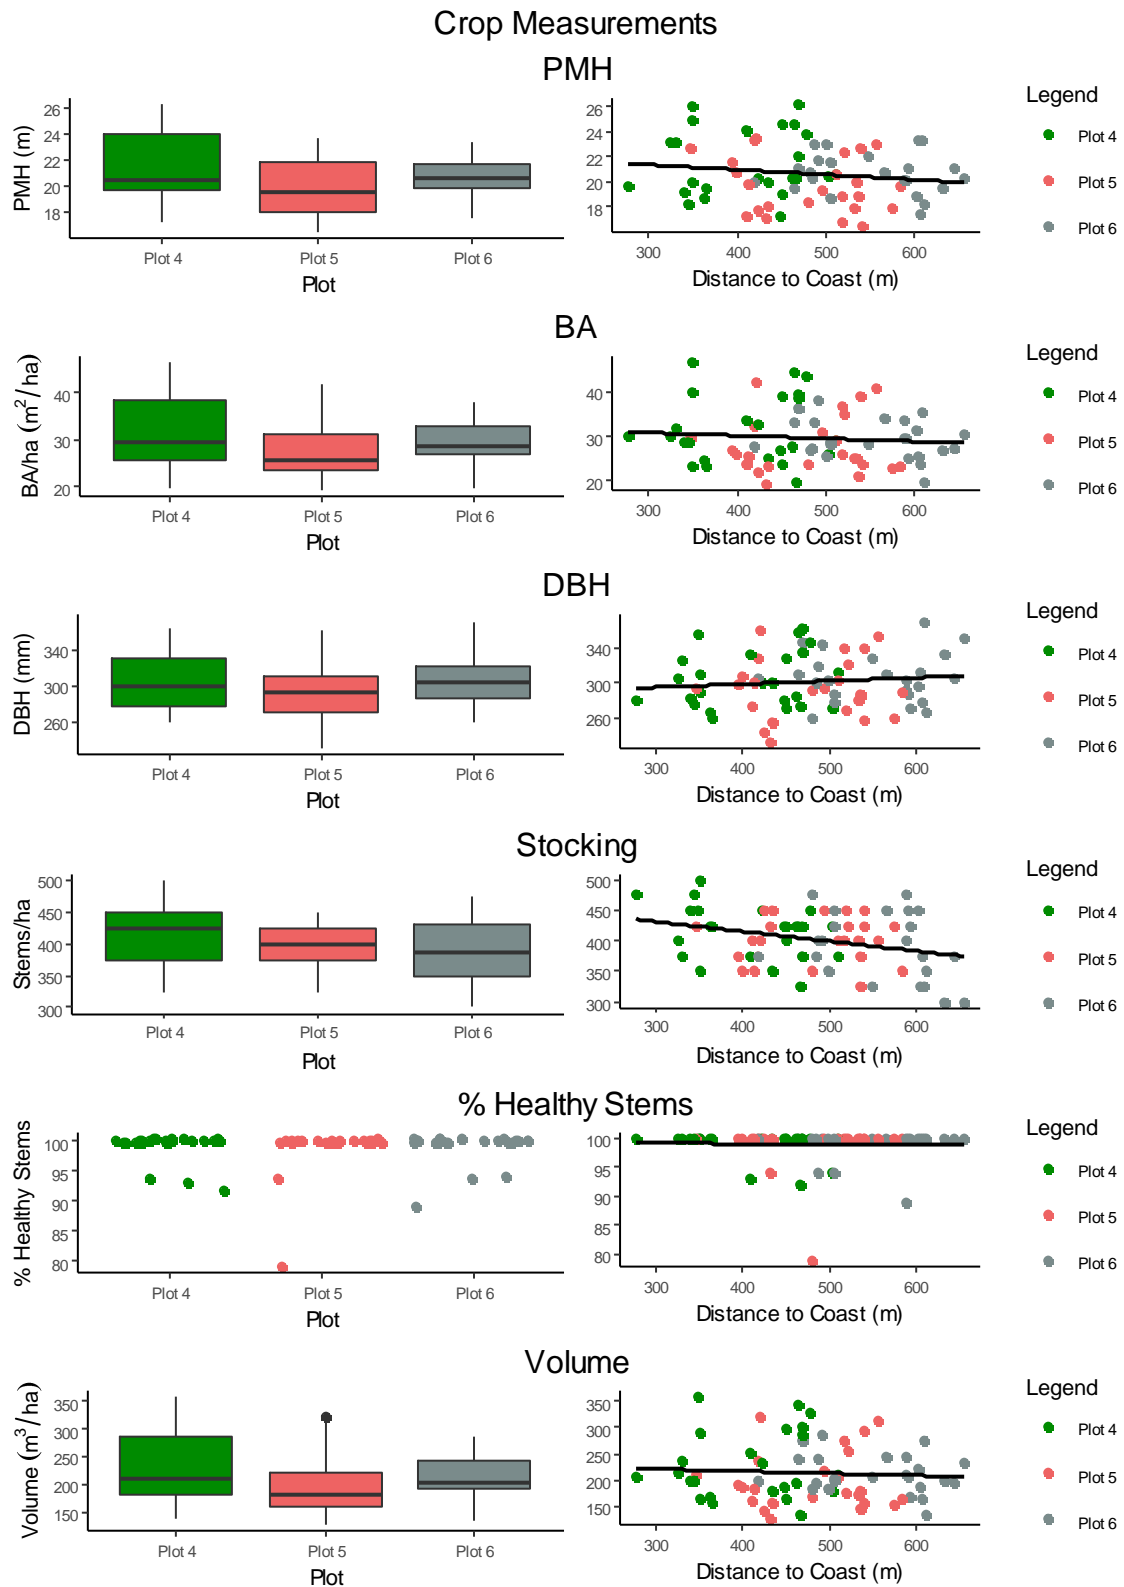 Crop Measurements
PMH
PMH (m)
26
24
22
20
18
Plot 4 Plot 5 Plot 6
Plot
26
24
22
20
18
300 400 500 600
Distance to Coast (m)
Legend
Plot 4
Plot 5
Plot 6
BA
BA/ha (m²/ha)
40
30
20
Plot 4 Plot 5 Plot 6
Plot
40
30
20
300 400 500 600
Distance to Coast (m)
Legend
Plot 4
Plot 5
Plot 6
DBH
DBH (mm)
340
300
260
Plot 4 Plot 5 Plot 6
Plot
340
300
260
300 400 500 600
Distance to Coast (m)
Legend
Plot 4
Plot 5
Plot 6
Stocking
Stems/ha
500
450
400
350
300
Plot 4 Plot 5 Plot 6
Plot
500
450
400
350
300
300 400 500 600
Distance to Coast (m)
Legend
Plot 4
Plot 5
Plot 6
% Healthy Stems
% Healthy Stems
100
95
90
85
80
Plot 4 Plot 5 Plot 6
Plot
100
95
90
85
80
300 400 500 600
Distance to Coast (m)
Legend
Plot 4
Plot 5
Plot 6
Volume
Volume (m³/ha)
350
300
250
200
150
Plot 4 Plot 5 Plot 6
Plot
350
300
250
200
150
300 400 500 600
Distance to Coast (m)
Legend
Plot 4
Plot 5
Plot 6